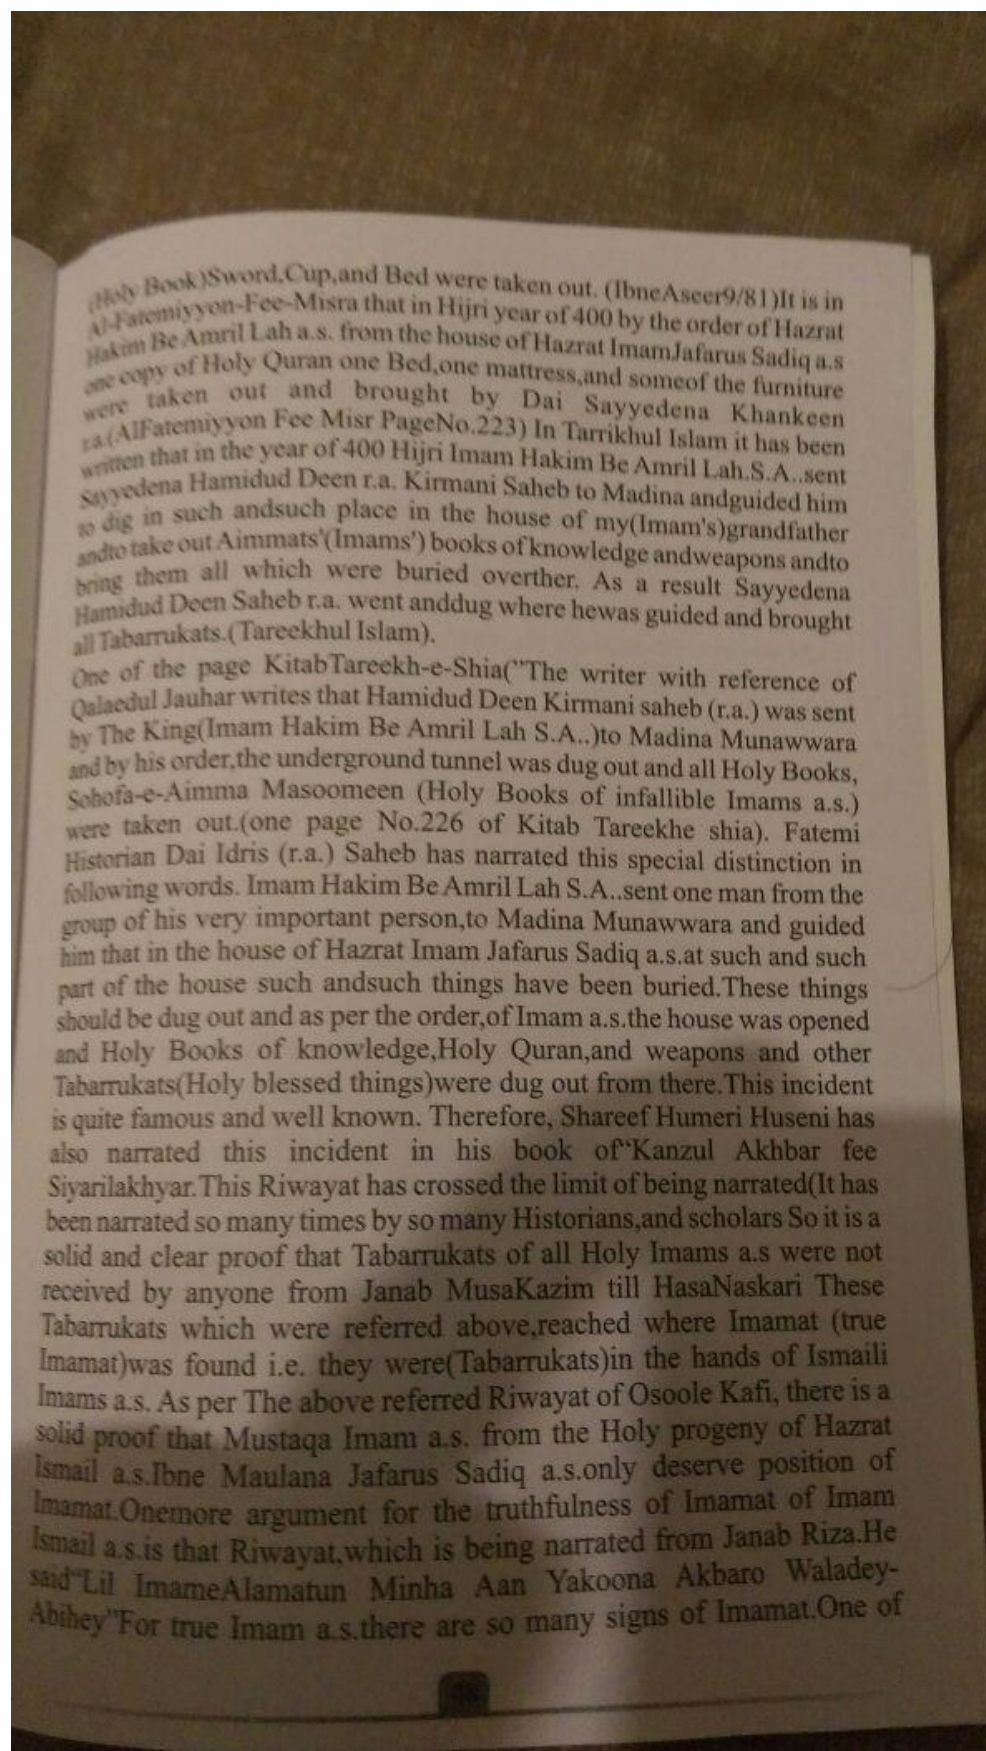 (Holy Book)Sword,Cup,and Bed were taken out. (IbneAseer9/81)It is in
Al-Fatemiyyon-Fee-Misra that in Hijri year of 400 by the order of Hazrat
Hakim Be Amril Lah a.s. from the house of Hazrat ImamJafarus Sadiq a.s
one copy of Holy Quran one Bed,one mattress,and someof the furniture
were taken out and brought by Dai Sayyedena Khankeen
r.a.(AlFatemiyyon Fee Misr PageNo.223) In Tarrikhul Islam it has been
written that in the year of 400 Hijri Imam Hakim Be Amril Lah.S.A..sent
Sayyedena Hamidud Deen r.a. Kirmani Saheb to Madina andguided him
to dig in such andsuch place in the house of my(Imam's)grandfather
andto take out Aimmats'(Imams') books of knowledge andweapons andto
bring them all which were buried overther. As a result Sayyedena
Hamidud Deen Saheb r.a. went anddug where hewas guided and brought
all Tabarrukats.(Tareekhul Islam).
One of the page KitabTareekh-e-Shia("The writer with reference of
Qalaedul Jauhar writes that Hamidud Deen Kirmani saheb (r.a.) was sent
by The King(Imam Hakim Be Amril Lah S.A..)to Madina Munawwara
and by his order,the underground tunnel was dug out and all Holy Books,
Sohofa-e-Aimma Masoomeen (Holy Books of infallible Imams a.s.)
were taken out.(one page No.226 of Kitab Tareekhe shia). Fatemi
Historian Dai Idris (r.a.) Saheb has narrated this special distinction in
following words. Imam Hakim Be Amril Lah S.A..sent one man from the
group of his very important person,to Madina Munawwara and guided
him that in the house of Hazrat Imam Jafarus Sadiq a.s.at such and such
part of the house such andsuch things have been buried.These things
should be dug out and as per the order,of Imam a.s.the house was opened
and Holy Books of knowledge,Holy Quran,and weapons and other
Tabarrukats(Holy blessed things)were dug out from there.This incident
is quite famous and well known. Therefore, Shareef Humeri Huseni has
also narrated this incident in his book of“Kanzul Akhbar fee
Siyarilakhyar.This Riwayat has crossed the limit of being narrated(It has
been narrated so many times by so many Historians,and scholars So it is a
solid and clear proof that Tabarrukats of all Holy Imams a.s were not
received by anyone from Janab MusaKazim till HasaNaskari These
Tabarrukats which were referred above,reached where Imamat (true
Imamat)was found i.e. they were(Tabarrukats)in the hands of Ismaili
Imams a.s. As per The above referred Riwayat of Osoole Kafi, there is a
solid proof that Mustaqa Imam a.s. from the Holy progeny of Hazrat
Ismail a.s.Ibne Maulana Jafarus Sadiq a.s.only deserve position of
Imamat.Onemore argument for the truthfulness of Imamat of Imam
Ismail a.s.is that Riwayat,which is being narrated from Janab Riza.He
said“Lil ImameAlamatun Minha Aan Yakoona Akbaro Waladey-
Abihey”For true Imam a.s.there are so many signs of Imamat.One of